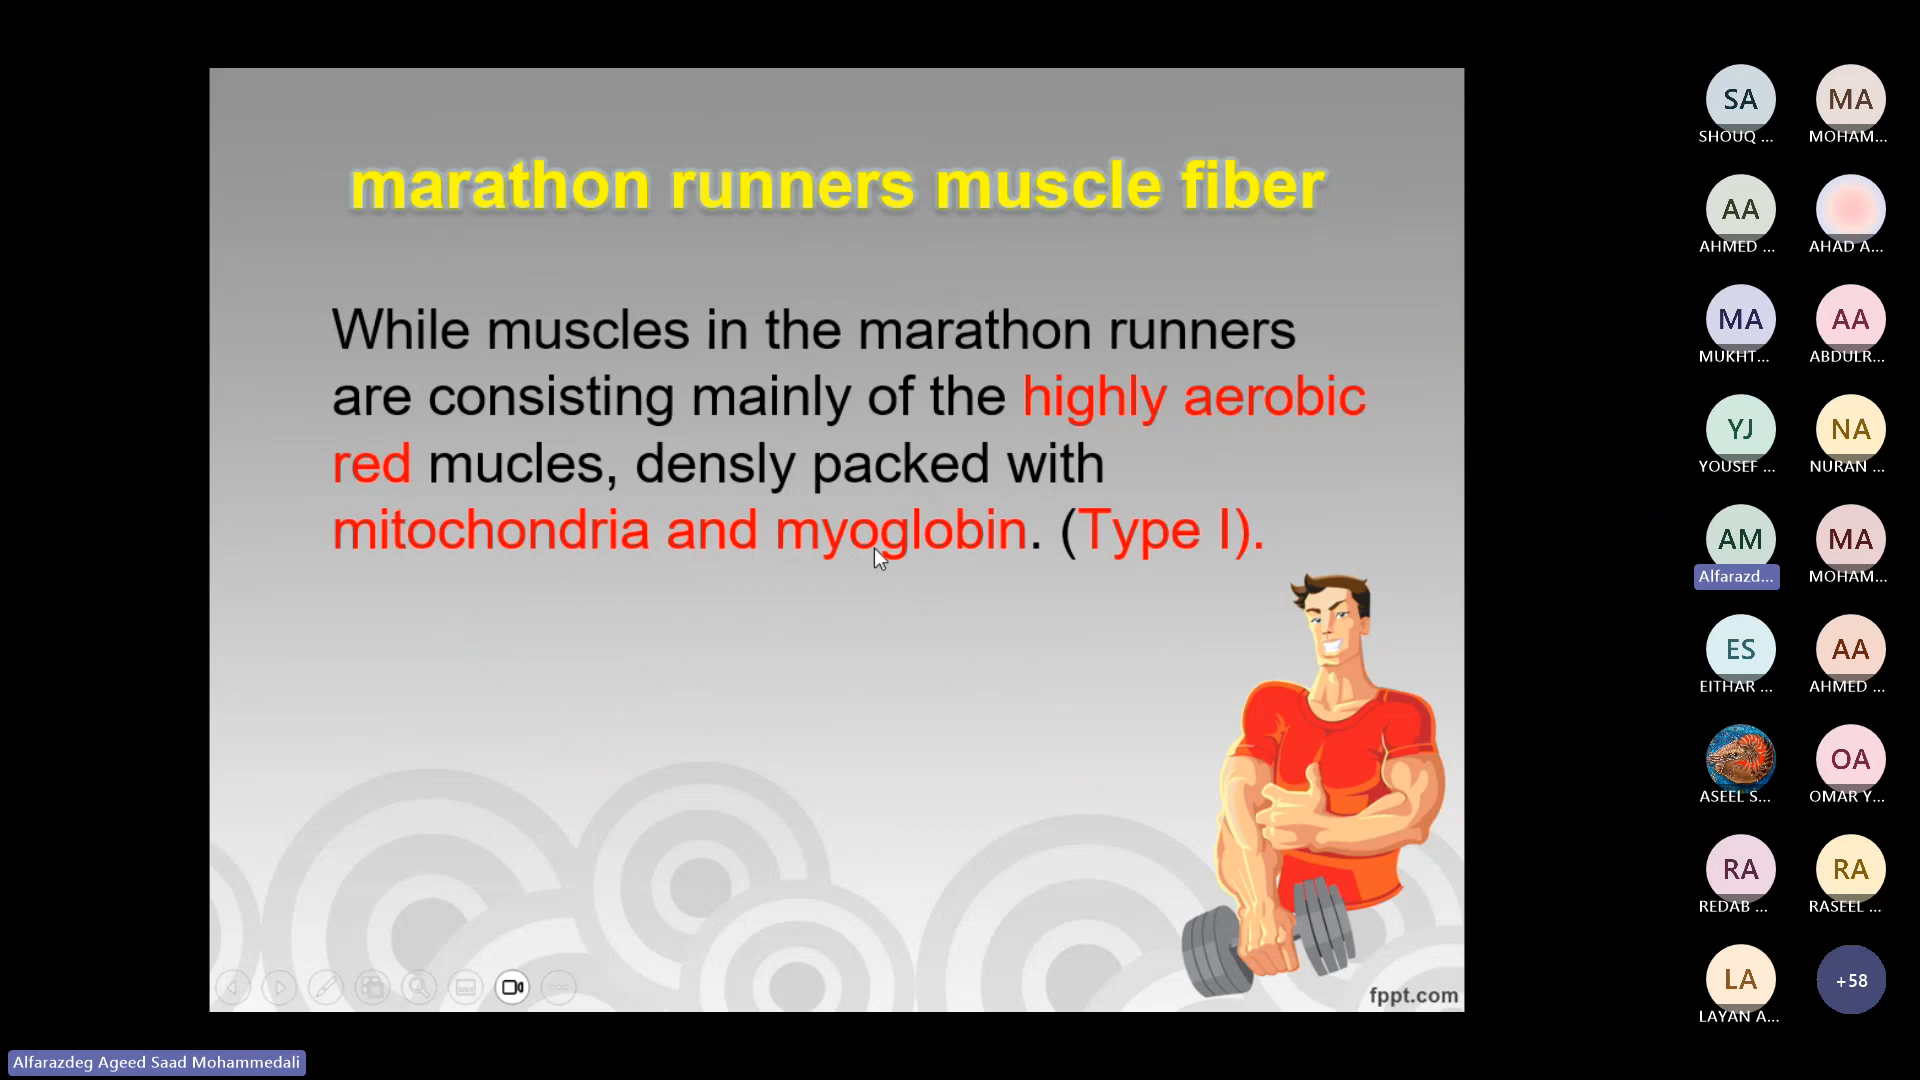 marathon runners muscle fiber
While muscles in the marathon runners
are consisting mainly of the highly aerobic
red mucles, densly packed with
mitochondria and myoglobin. (Type I).
fppt.com
SA
SHOUQ ...
MA
MOHAM...
AA
AHMED ...
AHAD A...
MA
MUKHT...
AA
ABDULR...
YJ
YOUSEF ...
NA
NURAN ...
AM
Alfarazd...
MA
MOHAM...
ES
EITHAR ...
AA
AHMED ...
ASEEL S...
OA
OMAR Y...
RA
REDAB ...
RA
RASEEL ...
LA
LAYAN A...
+58
Alfarazdeg Ageed Saad Mohammedali